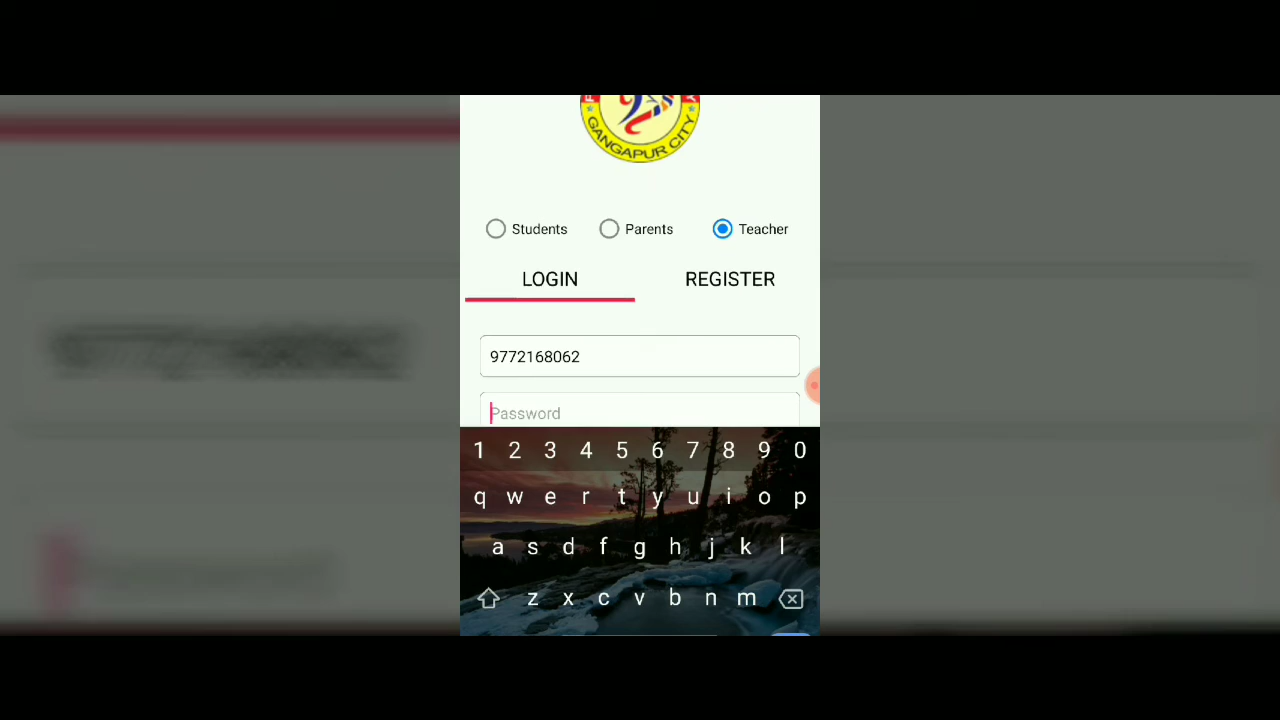 GANGAPUR CITY
Students Parents Teacher
LOGIN REGISTER
9772168062
Password
1 2 3 4 5 6 7 8 9 0
q w e r t y u i o p
a s d f g h j k l
z x c v b n m